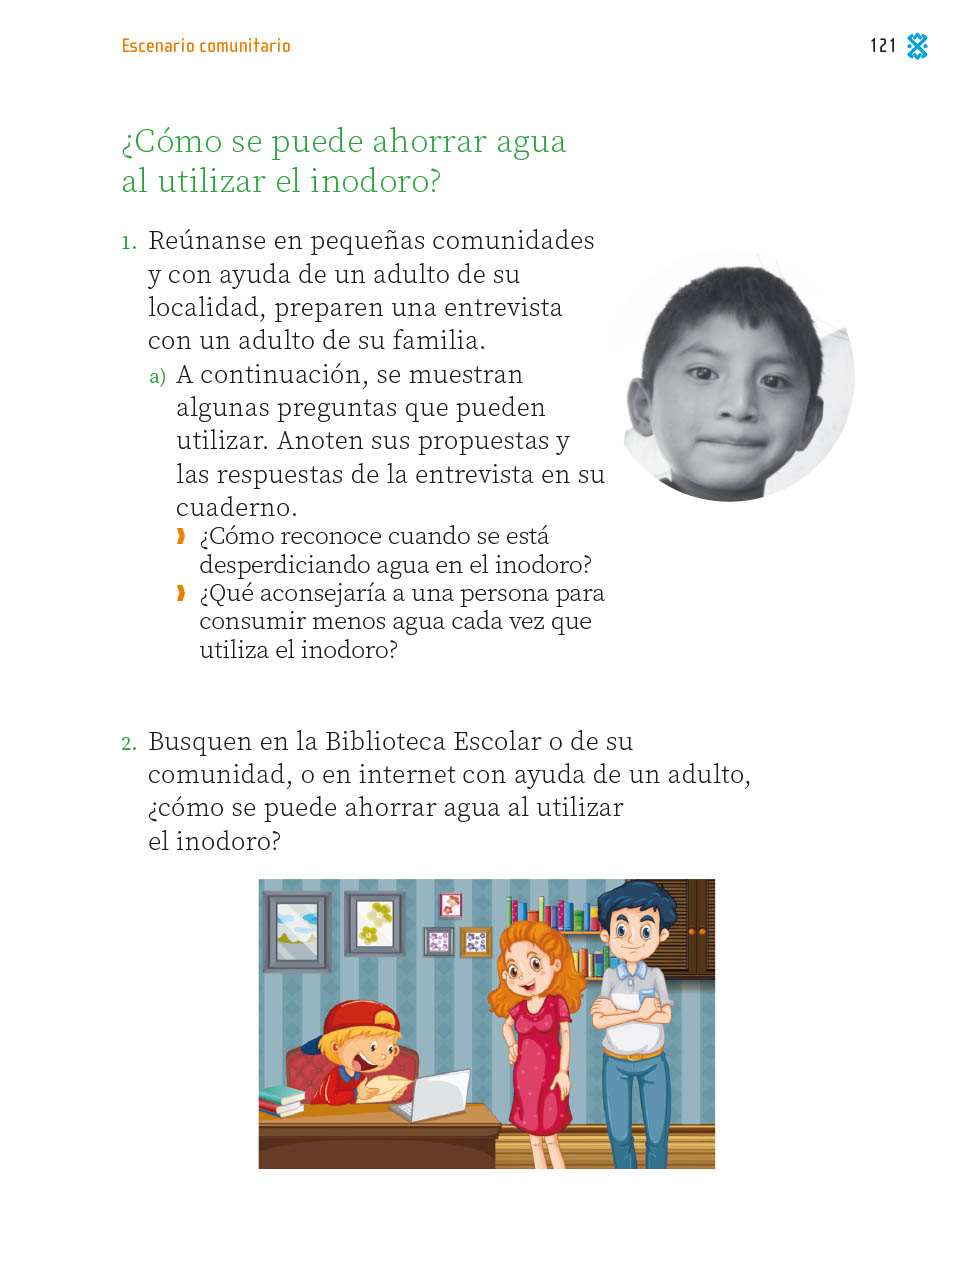 Escenario comunitario
121
¿Cómo se puede ahorrar agua
al utilizar el inodoro?
1. Reúnanse en pequeñas comunidades
y con ayuda de un adulto de su
localidad, preparen una entrevista
con un adulto de su familia.
a) A continuación, se muestran
algunas preguntas que pueden
utilizar. Anoten sus propuestas y
las respuestas de la entrevista en su
cuaderno.
¿Cómo reconoce cuando se está
desperdiciando agua en el inodoro?
¿Qué aconsejaría a una persona para
consumir menos agua cada vez que
utiliza el inodoro?
2. Busquen en la Biblioteca Escolar o de su
comunidad, o en internet con ayuda de un adulto,
¿cómo se puede ahorrar agua al utilizar
el inodoro?